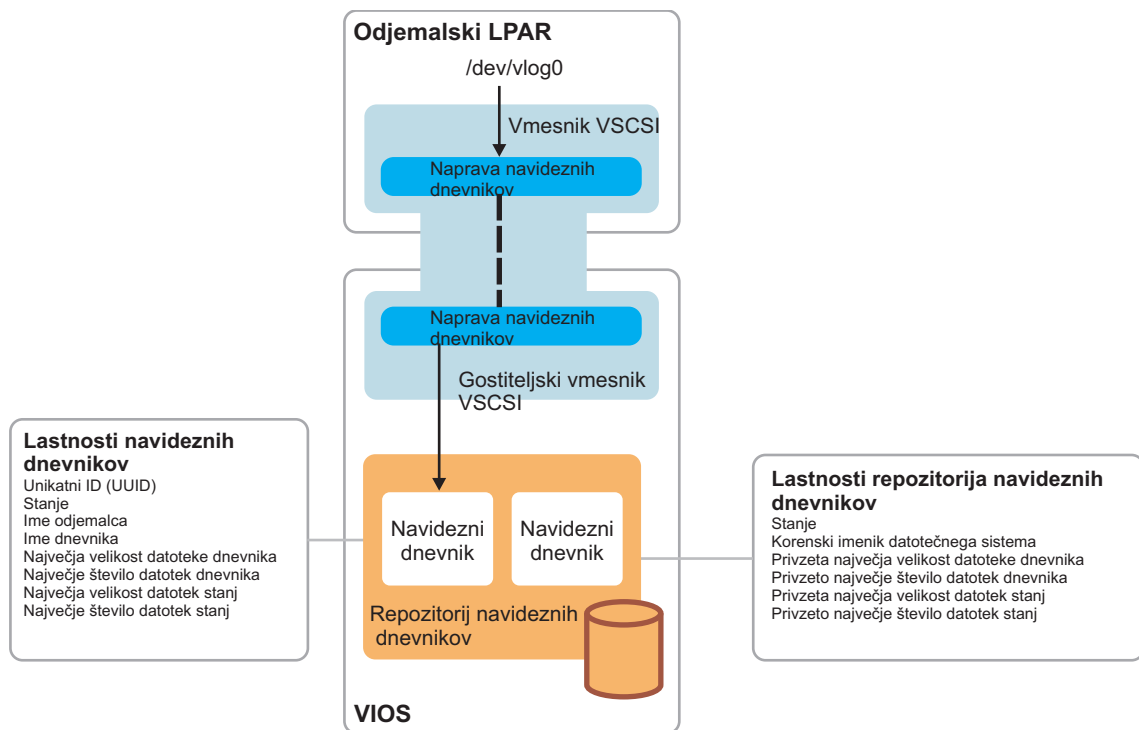 Odjemalski LPAR
/dev/vlog0
Vmesnik VSCSI
Naprava navideznih
dnevnikov
Naprava navideznih
dnevnikov
Gostiteljski vmesnik
VSCSI
Lastnosti navideznih
dnevnikov
Unikatni ID (UUID)
Stanje
Ime odjemalca
Ime dnevnika
Največja velikost datoteke dnevnika
Največje število datotek dnevnika
Največja velikost datotek stanj
Največje število datotek stanj
Navidezni
dnevnik
Navidezni
dnevnik
Repozitorij navideznih
dnevnikov
Lastnosti repozitorija navideznih
dnevnikov
Stanje
Korenski imenik datotečnega sistema
Privzeta največja velikost datoteke dnevnika
Privzeto največje število datotek dnevnika
Privzeta največja velikost datotek stanj
Privzeto največje število datotek stanj
VIOS